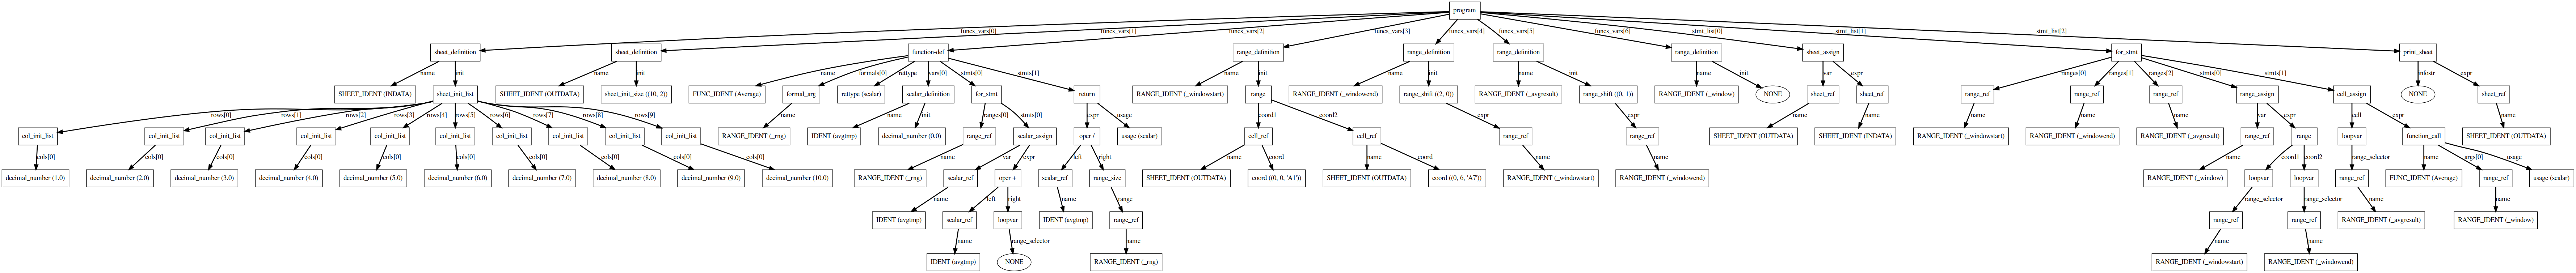 program
funcs_vars[0] funcs_vars[1] funcs_vars[2] funcs_vars[3] funcs_vars[4] funcs_vars[5] funcs_vars[6] stmt_list[0] stmt_list[1] stmt_list[2]
sheet_definition sheet_definition function-def range_definition range_definition range_definition range_definition sheet_assign for_stmt print_sheet
name init name init name formals[0] rettype vars[0] stmts[0] stmts[1] name init name init name init name init var expr ranges[0] ranges[1] ranges[2] stmts[0] stmts[1] infostr expr
SHEET_IDENT (INDATA) sheet_init_list SHEET_IDENT (OUTDATA) sheet_init_size ((10, 2)) FUNC_IDENT (Average) formal_arg rettype (scalar) scalar_definition for_stmt return RANGE_IDENT (_windowstart) range RANGE_IDENT (_windowend) range_shift ((2, 0)) RANGE_IDENT (_avgresult) range_shift ((0, 1)) RANGE_IDENT (_window) NONE sheet_ref sheet_ref range_ref range_ref range_ref range_assign cell_assign NONE sheet_ref
rows[0] rows[1] rows[2] rows[3] rows[4] rows[5] rows[6] rows[7] rows[8] rows[9] name name init ranges[0] stmts[0] expr usage coord1 coord2 expr expr name name name name name var expr cell expr name
col_init_list col_init_list col_init_list col_init_list col_init_list col_init_list col_init_list col_init_list col_init_list col_init_list RANGE_IDENT (_rng) IDENT (avgtmp) decimal_number (0.0) range_ref scalar_assign oper / usage (scalar) cell_ref cell_ref range_ref range_ref SHEET_IDENT (OUTDATA) SHEET_IDENT (INDATA) RANGE_IDENT (_windowstart) RANGE_IDENT (_windowend) RANGE_IDENT (_avgresult) range_ref range loopvar function_call SHEET_IDENT (OUTDATA)
cols[0] cols[0] cols[0] cols[0] cols[0] cols[0] cols[0] cols[0] cols[0] cols[0] name var expr left right name coord name coord name name name coord1 coord2 range_selector name args[0] usage
decimal_number (1.0) decimal_number (2.0) decimal_number (3.0) decimal_number (4.0) decimal_number (5.0) decimal_number (6.0) decimal_number (7.0) decimal_number (8.0) decimal_number (9.0) decimal_number (10.0) RANGE_IDENT (_rng) scalar_ref oper + scalar_ref range_size SHEET_IDENT (OUTDATA) coord ((0, 0, 'A1')) SHEET_IDENT (OUTDATA) coord ((0, 6, 'A7')) RANGE_IDENT (_windowstart) RANGE_IDENT (_windowend) RANGE_IDENT (_window) loopvar loopvar range_ref FUNC_IDENT (Average) range_ref usage (scalar)
name left right name range range_selector range_selector name name
IDENT (avgtmp) scalar_ref loopvar IDENT (avgtmp) range_ref range_ref range_ref RANGE_IDENT (_avgresult) RANGE_IDENT (_window)
name range_selector name name name
IDENT (avgtmp) NONE RANGE_IDENT (_rng) RANGE_IDENT (_windowstart) RANGE_IDENT (_windowend)